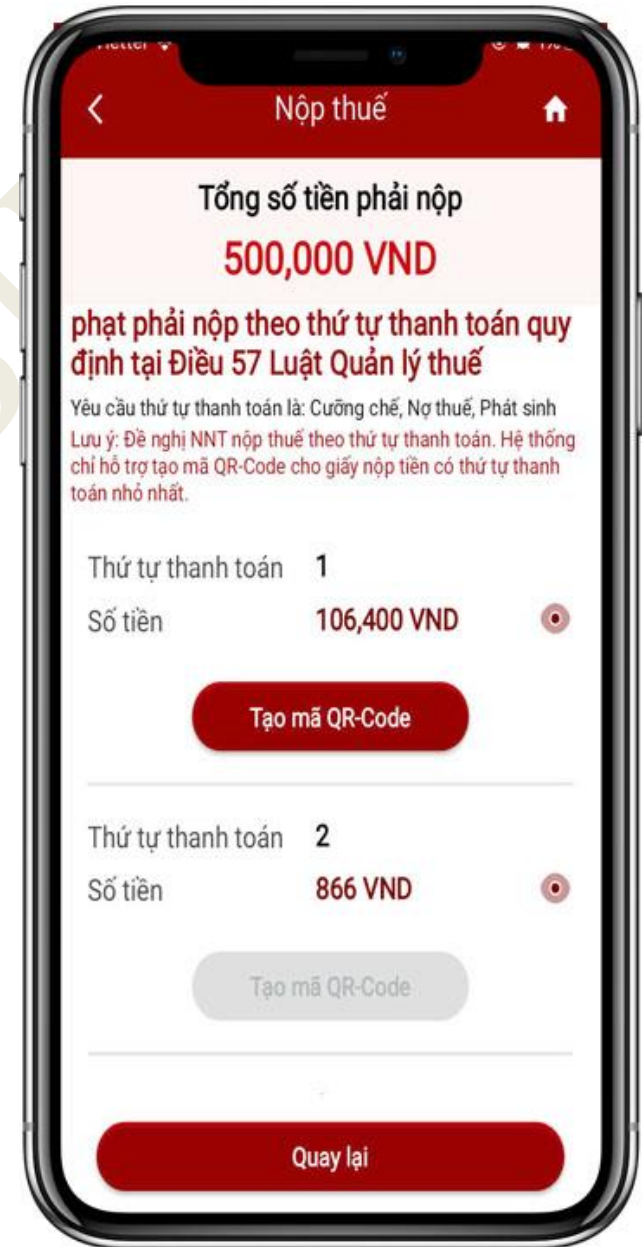 Nộp thuế
Tổng số tiền phải nộp
500,000 VND
phạt phải nộp theo thứ tự thanh toán quy
định tại Điều 57 Luật Quản lý thuế
Yêu cầu thứ tự thanh toán là: Cưỡng chế, Nợ thuế, Phát sinh
Lưu ý: Đề nghị NNT nộp thuế theo thứ tự thanh toán. Hệ thống
chỉ hỗ trợ tạo mã QR-Code cho giấy nộp tiền có thứ tự thanh
toán nhỏ nhất.
Thứ tự thanh toán 1
Số tiền 106,400 VND
Tạo mã QR-Code
Thứ tự thanh toán 2
Số tiền 866 VND
Tạo mã QR-Code
Quay lại